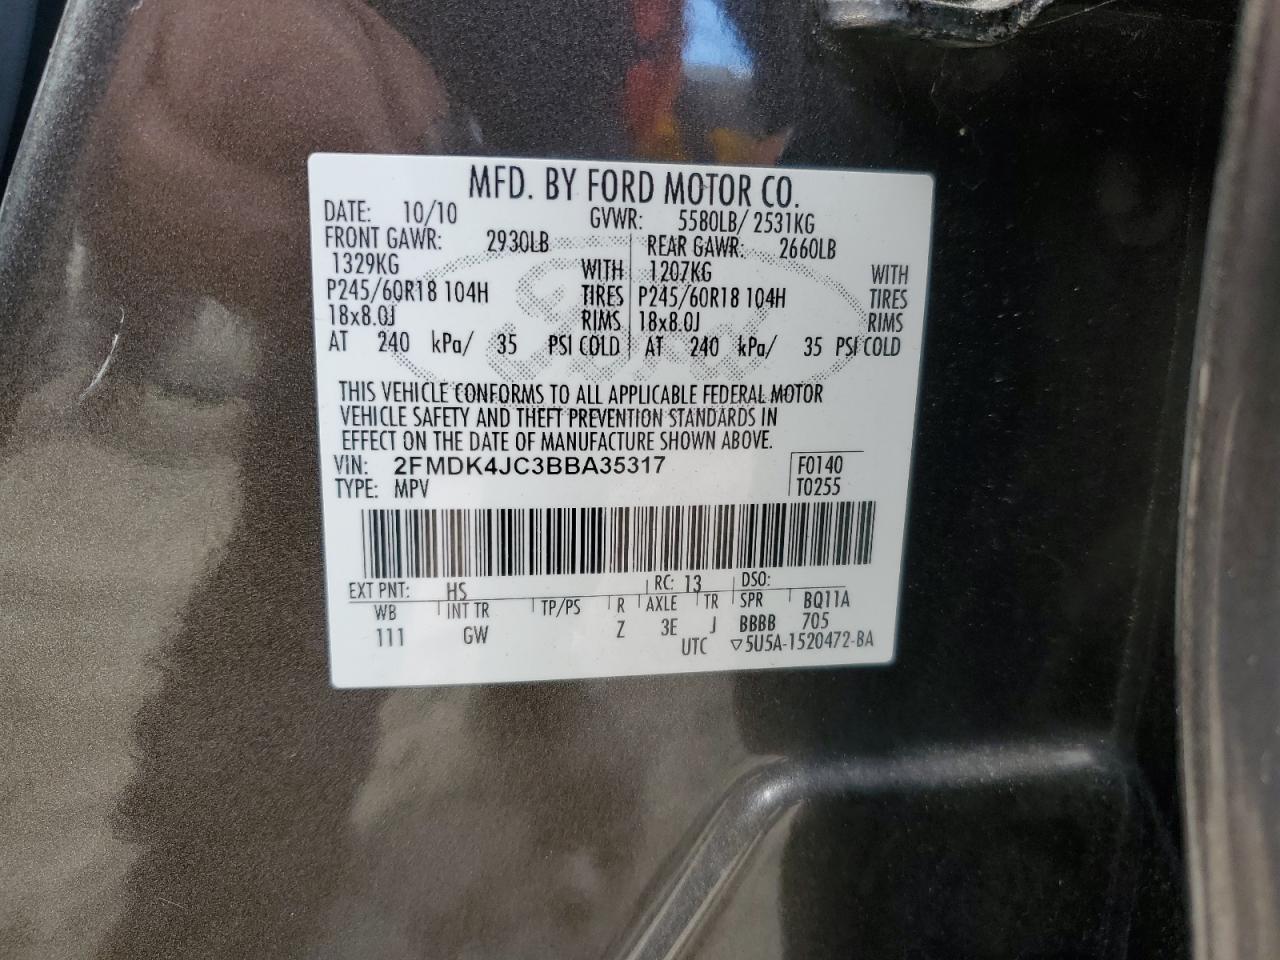 MFD. BY FORD MOTOR CO.
DATE: 10/10 GVWR: 5580LB/ 2531KG
FRONT GAWR: 2930LB REAR GAWR: 2660LB
1329KG WITH 1207KG WITH
P245/60R18 104H TIRES P245/60R18 104H TIRES
18x8.0J RIMS 18x8.0J RIMS
AT 240 kPa/ 35 PSI COLD AT 240 kPa/ 35 PSI COLD
Ford
THIS VEHICLE CONFORMS TO ALL APPLICABLE FEDERAL MOTOR
VEHICLE SAFETY AND THEFT PREVENTION STANDARDS IN
EFFECT ON THE DATE OF MANUFACTURE SHOWN ABOVE.
VIN: 2FMDK4JC3BBA35317 F0140
TYPE: MPV T0255
EXT PNT: HS RC: 13 DSO:
WB INT TR TP/PS R AXLE TR SPR BQ11A
111 GW Z 3E J BBBB 705
UTC ▽5U5A-1520472-BA